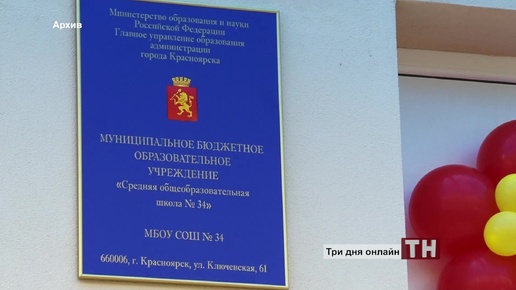 Архив
Министерство образования и науки
Российской Федерации
Главное управление образования
администрации
города Красноярска
МУНИЦИПАЛЬНОЕ БЮДЖЕТНОЕ
ОБРАЗОВАТЕЛЬНОЕ
УЧРЕЖДЕНИЕ
«Средняя общеобразовательная
школа № 34»
МБОУ СОШ № 34
660006, г. Красноярск, ул. Ключевская, 61
Три дня онлайн ТН